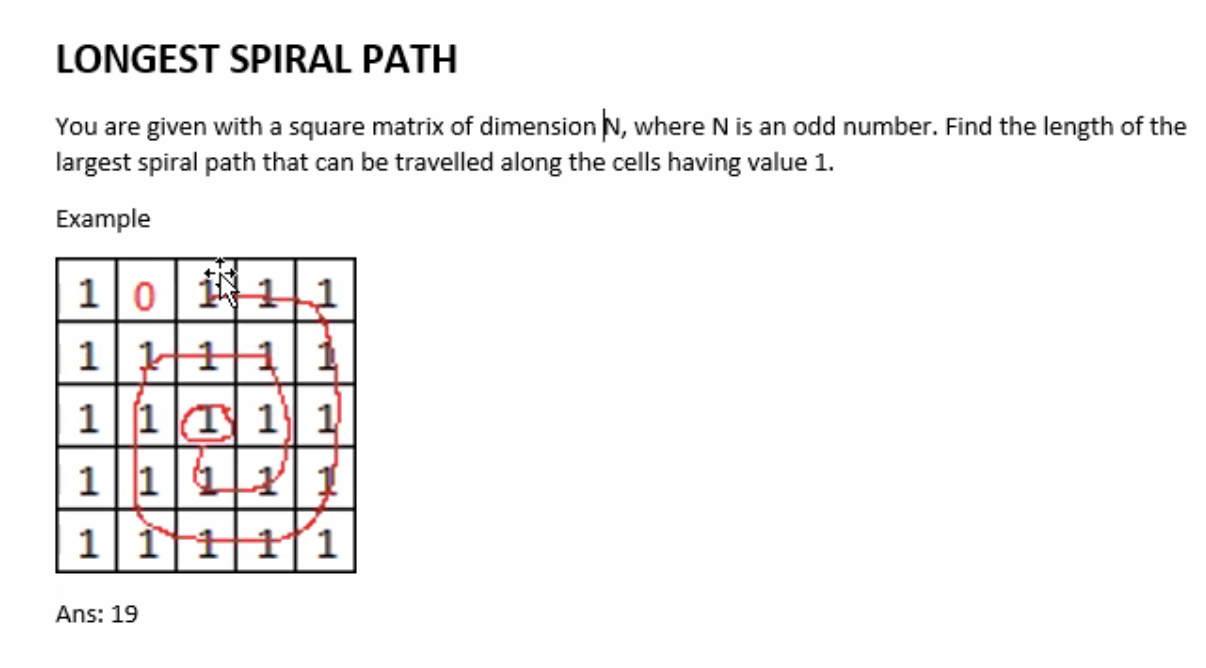 LONGEST SPIRAL PATH
You are given with a square matrix of dimension N, where N is an odd number. Find the length of the
largest spiral path that can be travelled along the cells having value 1.
Example
1 0 1 1 1
1 1 1 1 1
1 1 1 1 1
1 1 1 1 1
1 1 1 1 1
Ans: 19